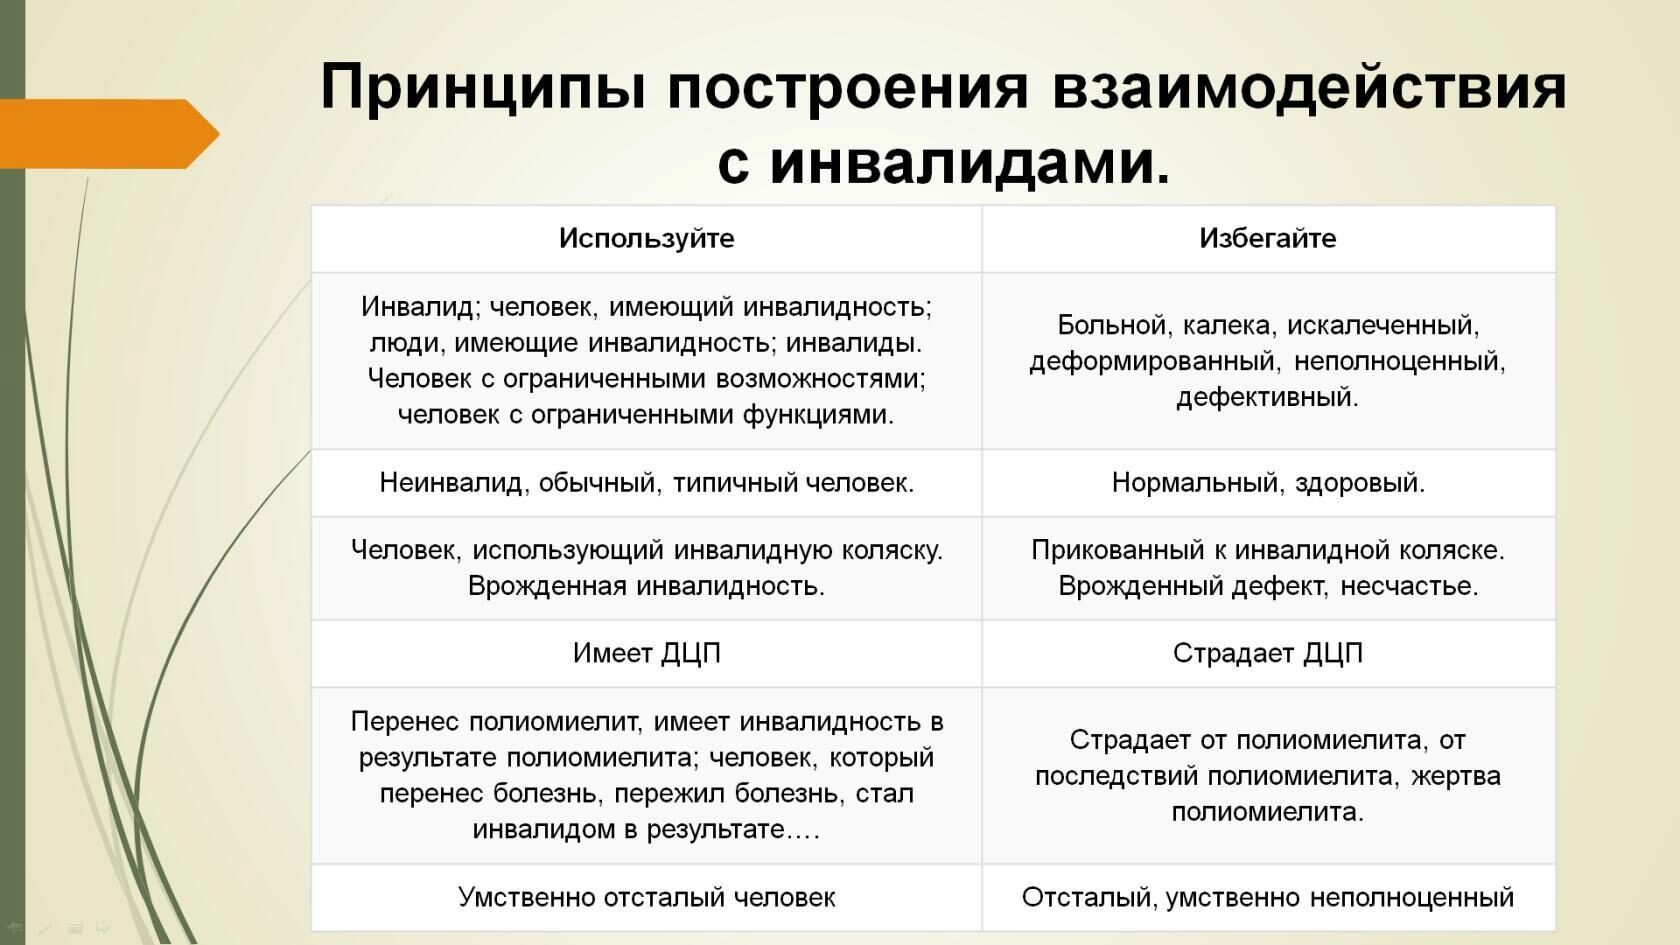 Принципы построения взаимодействия
с инвалидами.
Используйте
Избегайте
Инвалид; человек, имеющий инвалидность;
люди, имеющие инвалидность; инвалиды.
Человек с ограниченными возможностями;
человек с ограниченными функциями.
Больной, калека, искалеченный,
деформированный, неполноценный,
дефективный.
Неинвалид, обычный, типичный человек.
Нормальный, здоровый.
Человек, использующий инвалидную коляску.
Врожденная инвалидность.
Прикованный к инвалидной коляске.
Врожденный дефект, несчастье.
Имеет ДЦП
Страдает ДЦП
Перенес полиомиелит, имеет инвалидность в
результате полиомиелита; человек, который
перенес болезнь, пережил болезнь, стал
инвалидом в результате….
Страдает от полиомиелита, от
последствий полиомиелита, жертва
полиомиелита.
Умственно отсталый человек
Отсталый, умственно неполноценный